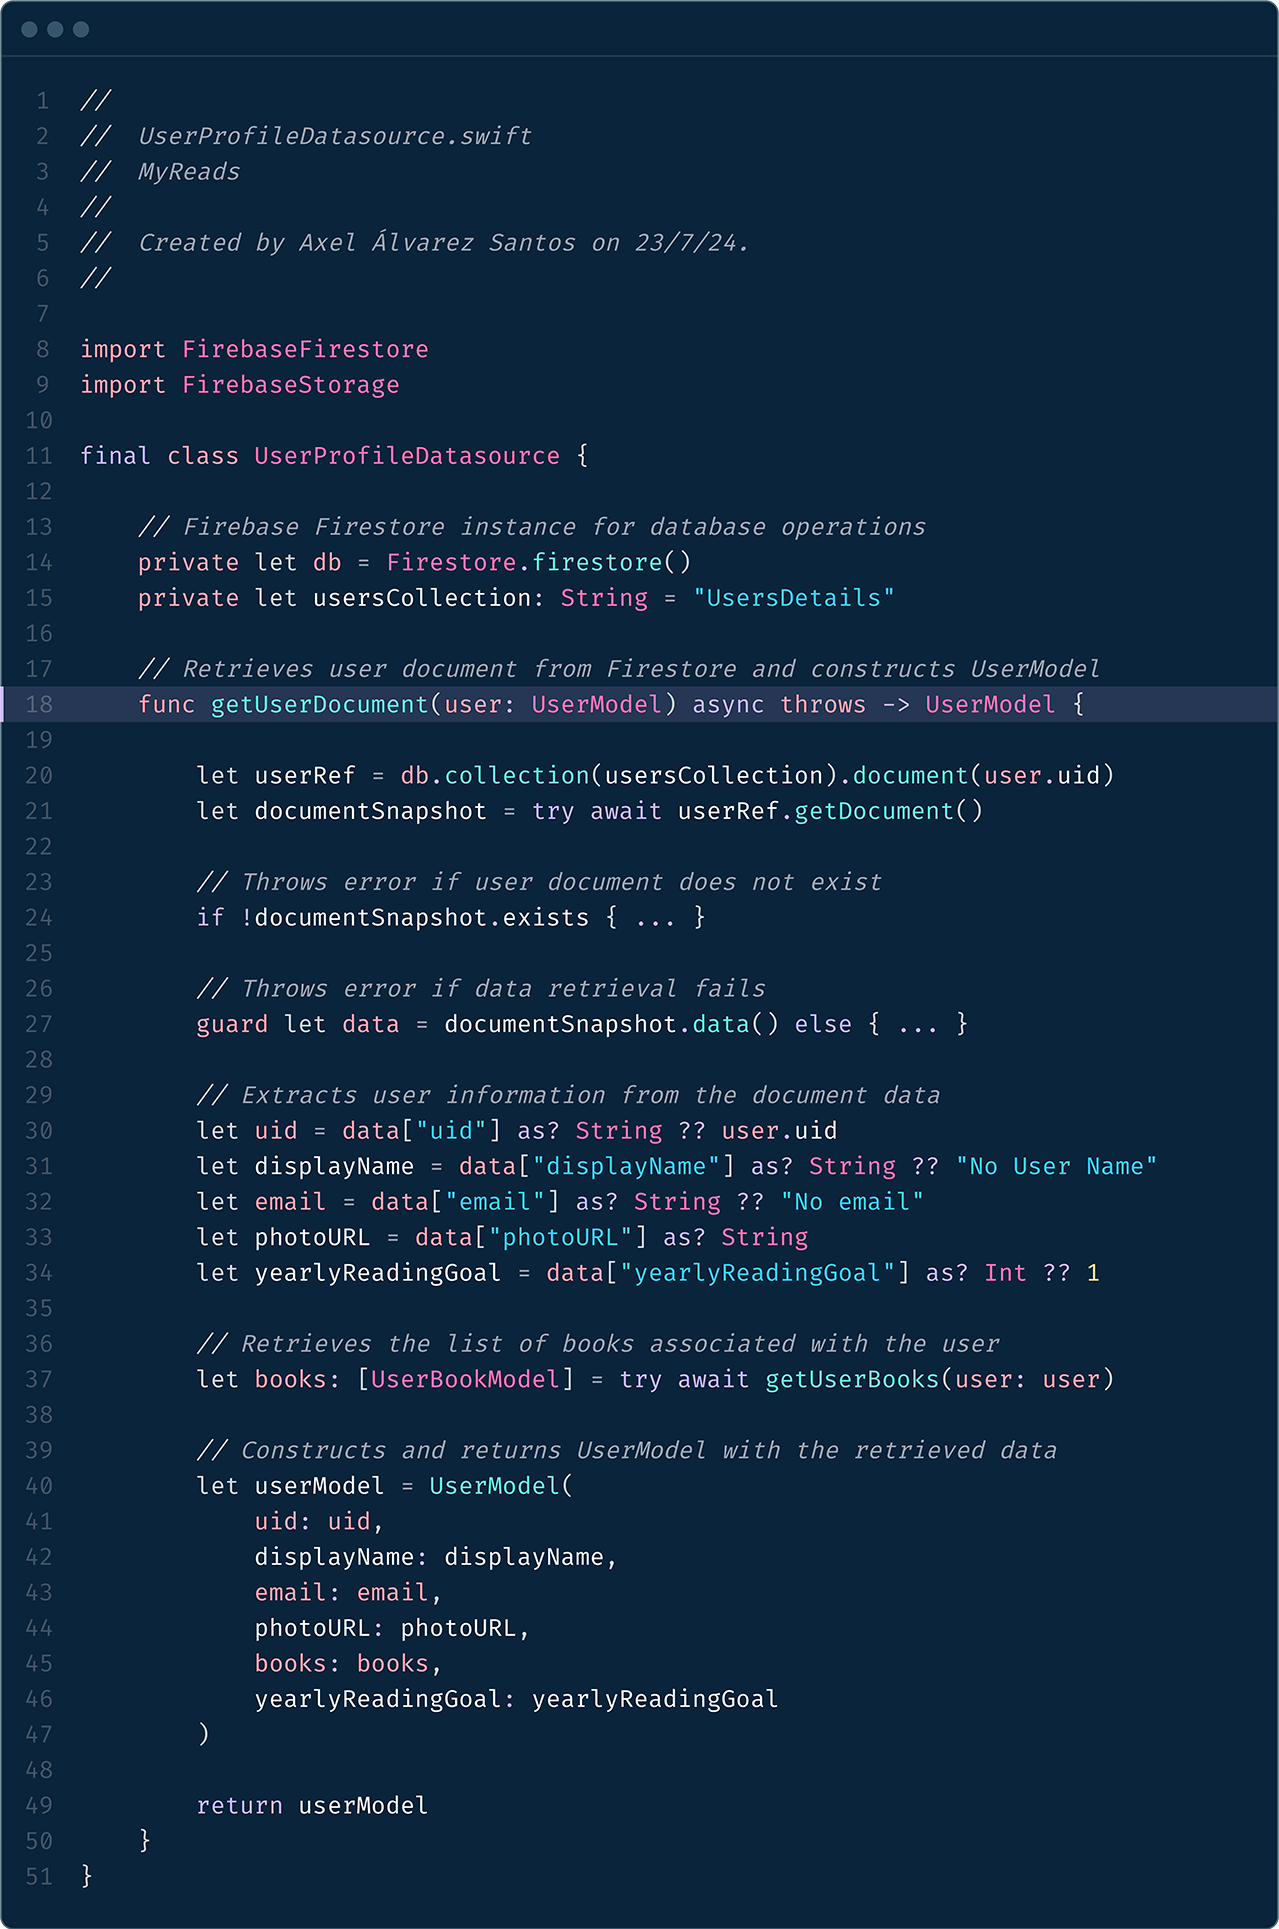 1 //
2 //  UserProfileDatasource.swift
3 //  MyReads
4 //
5 //  Created by Axel Álvarez Santos on 23/7/24.
6 //
7
8 import FirebaseFirestore
9 import FirebaseStorage
10
11 final class UserProfileDatasource {
12
13     // Firebase Firestore instance for database operations
14     private let db = Firestore.firestore()
15     private let usersCollection: String = "UsersDetails"
16
17     // Retrieves user document from Firestore and constructs UserModel
18     func getUserDocument(user: UserModel) async throws -> UserModel {
19
20         let userRef = db.collection(usersCollection).document(user.uid)
21         let documentSnapshot = try await userRef.getDocument()
22
23         // Throws error if user document does not exist
24         if !documentSnapshot.exists { ... }
25
26         // Throws error if data retrieval fails
27         guard let data = documentSnapshot.data() else { ... }
28
29         // Extracts user information from the document data
30         let uid = data["uid"] as? String ?? user.uid
31         let displayName = data["displayName"] as? String ?? "No User Name"
32         let email = data["email"] as? String ?? "No email"
33         let photoURL = data["photoURL"] as? String
34         let yearlyReadingGoal = data["yearlyReadingGoal"] as? Int ?? 1
35
36         // Retrieves the list of books associated with the user
37         let books: [UserBookModel] = try await getUserBooks(user: user)
38
39         // Constructs and returns UserModel with the retrieved data
40         let userModel = UserModel(
41             uid: uid,
42             displayName: displayName,
43             email: email,
44             photoURL: photoURL,
45             books: books,
46             yearlyReadingGoal: yearlyReadingGoal
47         )
48
49         return userModel
50     }
51 }